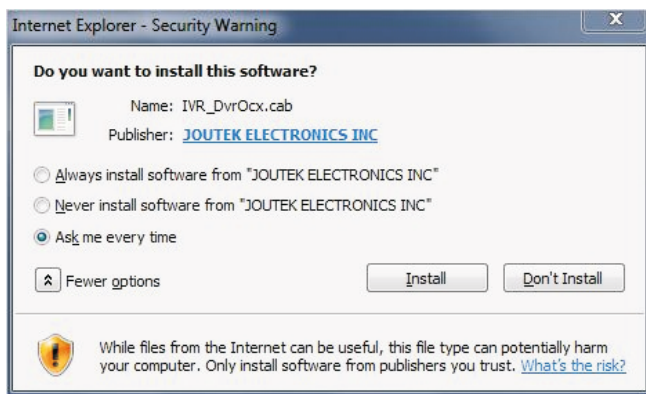 Internet Explorer - Security Warning
X
Do you want to install this software?
Name: IVR_DvrOcx.cab
Publisher: JOUTEK ELECTRONICS INC
Always install software from "JOUTEK ELECTRONICS INC"
Never install software from "JOUTEK ELECTRONICS INC"
Ask me every time
Fewer options
Install
Don't Install
While files from the Internet can be useful, this file type can potentially harm
your computer. Only install software from publishers you trust. What's the risk?